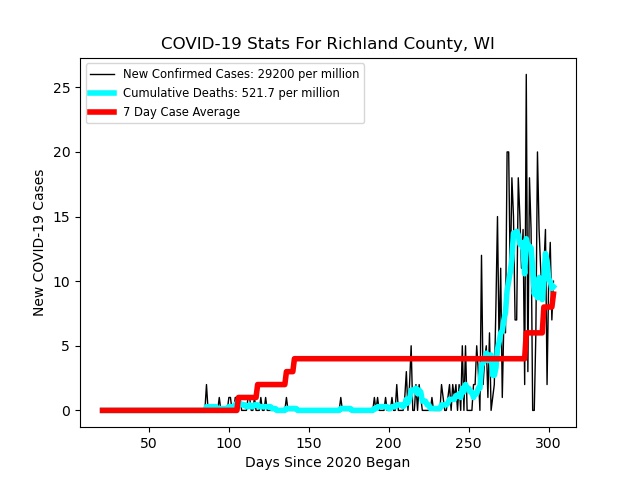 COVID-19 Stats For Richland County, WI
New Confirmed Cases: 29200 per million
Cumulative Deaths: 521.7 per million
7 Day Case Average
New COVID-19 Cases
25
20
15
10
5
0
50 100 150 200 250 300
Days Since 2020 Began